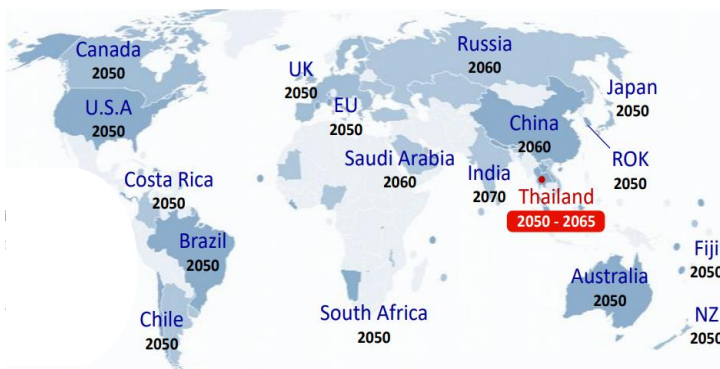 Canada
2050
U.S.A
2050
Costa Rica
2050
Brazil
2050
Chile
2050
UK
2050
EU
2050
Russia
2060
Saudi Arabia
2060
South Africa
2050
India
2070
China
2060
Japan
2050
ROK
2050
Thailand
2050 - 2065
Australia
2050
Fiji
2050
NZ
2050